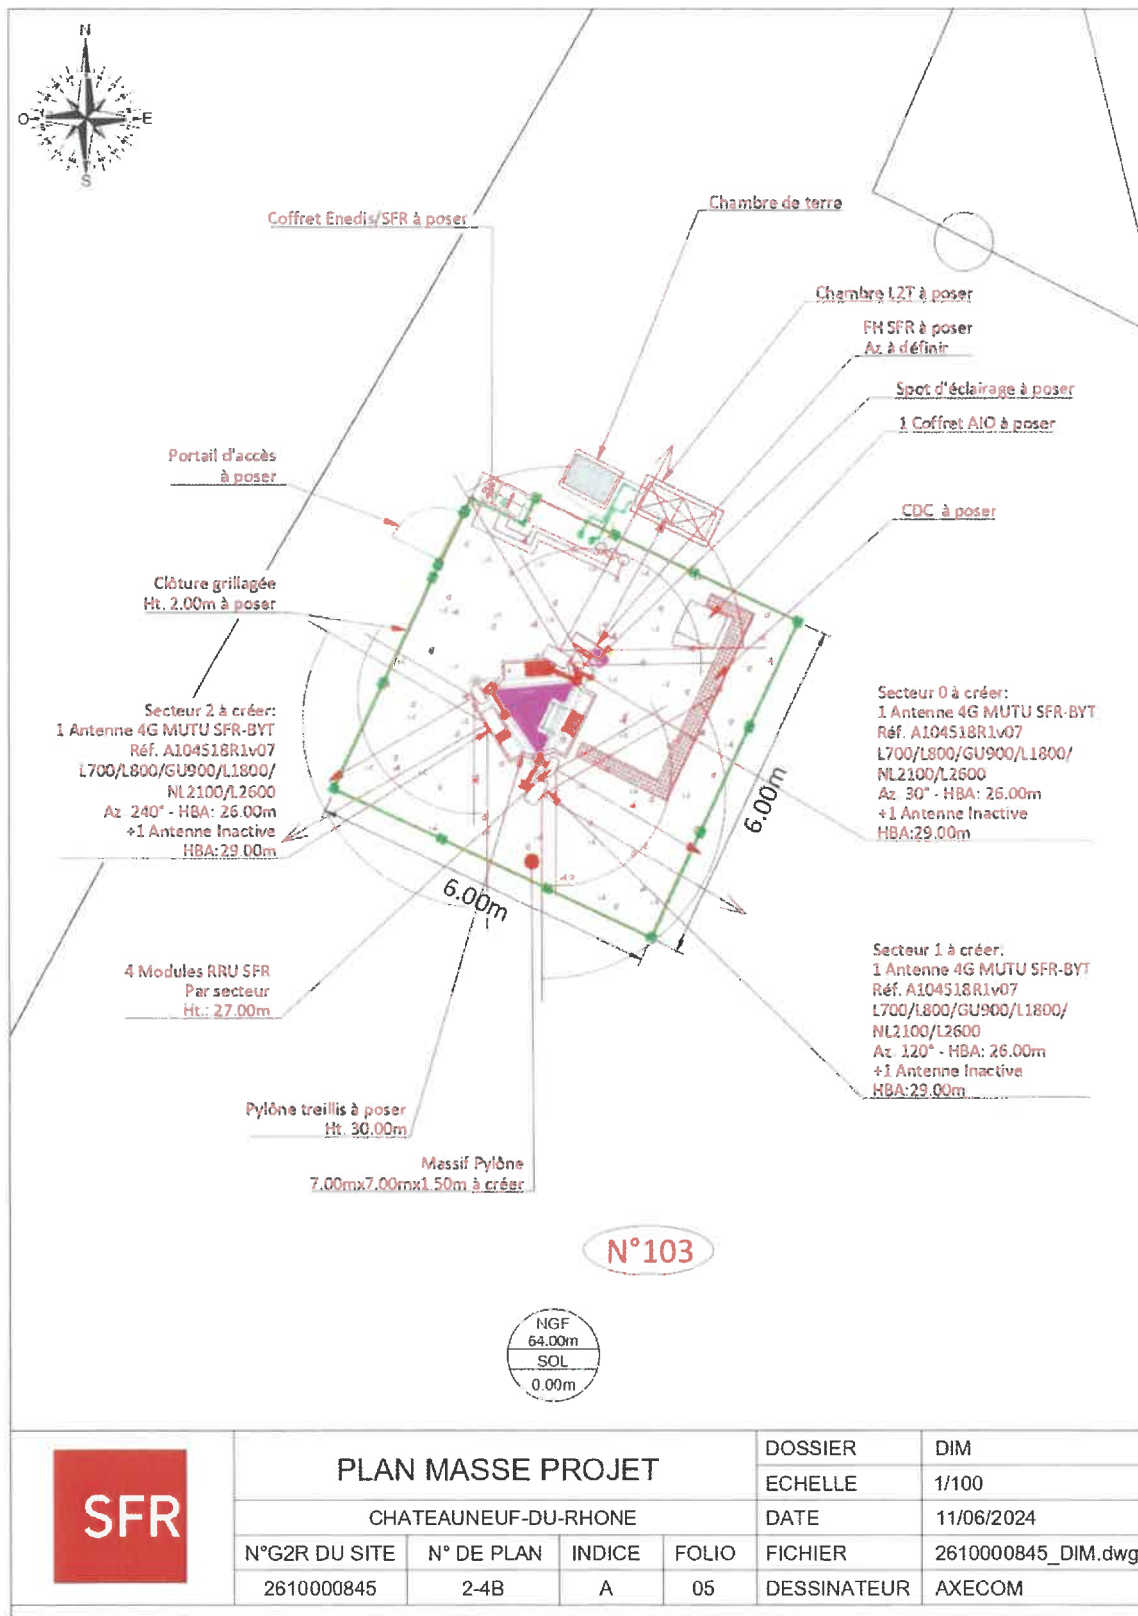 N
O
E
S
Coffret Enedis/SFR à poser
Chambre de terre
Chambre L2T à poser
FH SFR à poser
Az à définir
Spot d'éclairage à poser
1 Coffret AIO à poser
Portail d'accès
à poser
CDC à poser
Clôture grillagée
Ht. 2.00m à poser
Secteur 2 à créer:
1 Antenne 4G MUTU SFR-BYT
Réf. A104518R1v07
L700/L800/GU900/L1800/
NL2100/L2600
Az 240° - HBA: 26.00m
+1 Antenne Inactive
HBA:29.00m
Secteur 0 à créer:
1 Antenne 4G MUTU SFR-BYT
Réf. A104518R1v07
L700/L800/GU900/L1800/
NL2100/L2600
Az 30° - HBA: 26.00m
+1 Antenne Inactive
HBA:29.00m
6.00m
6.00m
4 Modules RRU SFR
Par secteur
Ht.: 27.00m
Secteur 1 à créer:
1 Antenne 4G MUTU SFR-BYT
Réf. A104518R1v07
L700/L800/GU900/L1800/
NL2100/L2600
Az 120° - HBA: 26.00m
+1 Antenne Inactive
HBA:29.00m
Pylône treillis à poser
Ht. 30.00m
Massif Pylône
7.00mx7.00mx1.50m à créer
N°103
NGF
64.00m
SOL
0.00m
SFR
PLAN MASSE PROJET
CHATEAUNEUF-DU-RHONE
N°G2R DU SITE N° DE PLAN INDICE FOLIO
2610000845 2-4B A 05
DOSSIER DIM
ECHELLE 1/100
DATE 11/06/2024
FICHIER 2610000845_DIM.dwg
DESSINATEUR AXECOM